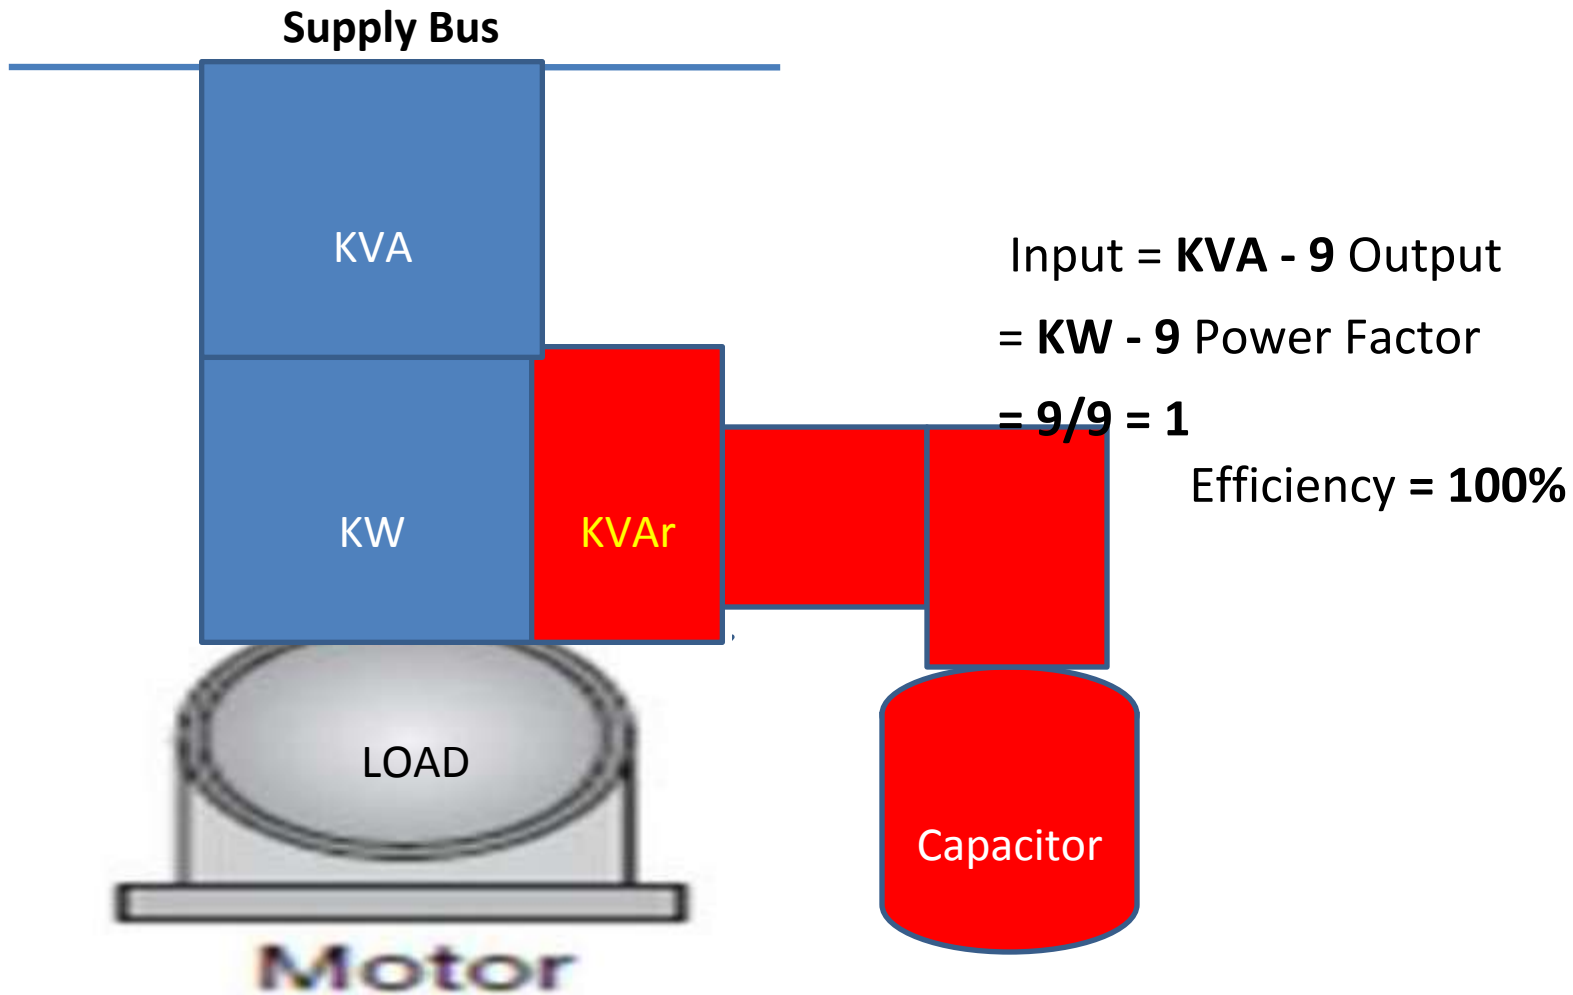 Supply Bus
KVA
Input = KVA - 9 Output
= KW - 9 Power Factor
= 9/9 = 1
Efficiency = 100%
KW
KVAr
LOAD
Capacitor
Motor